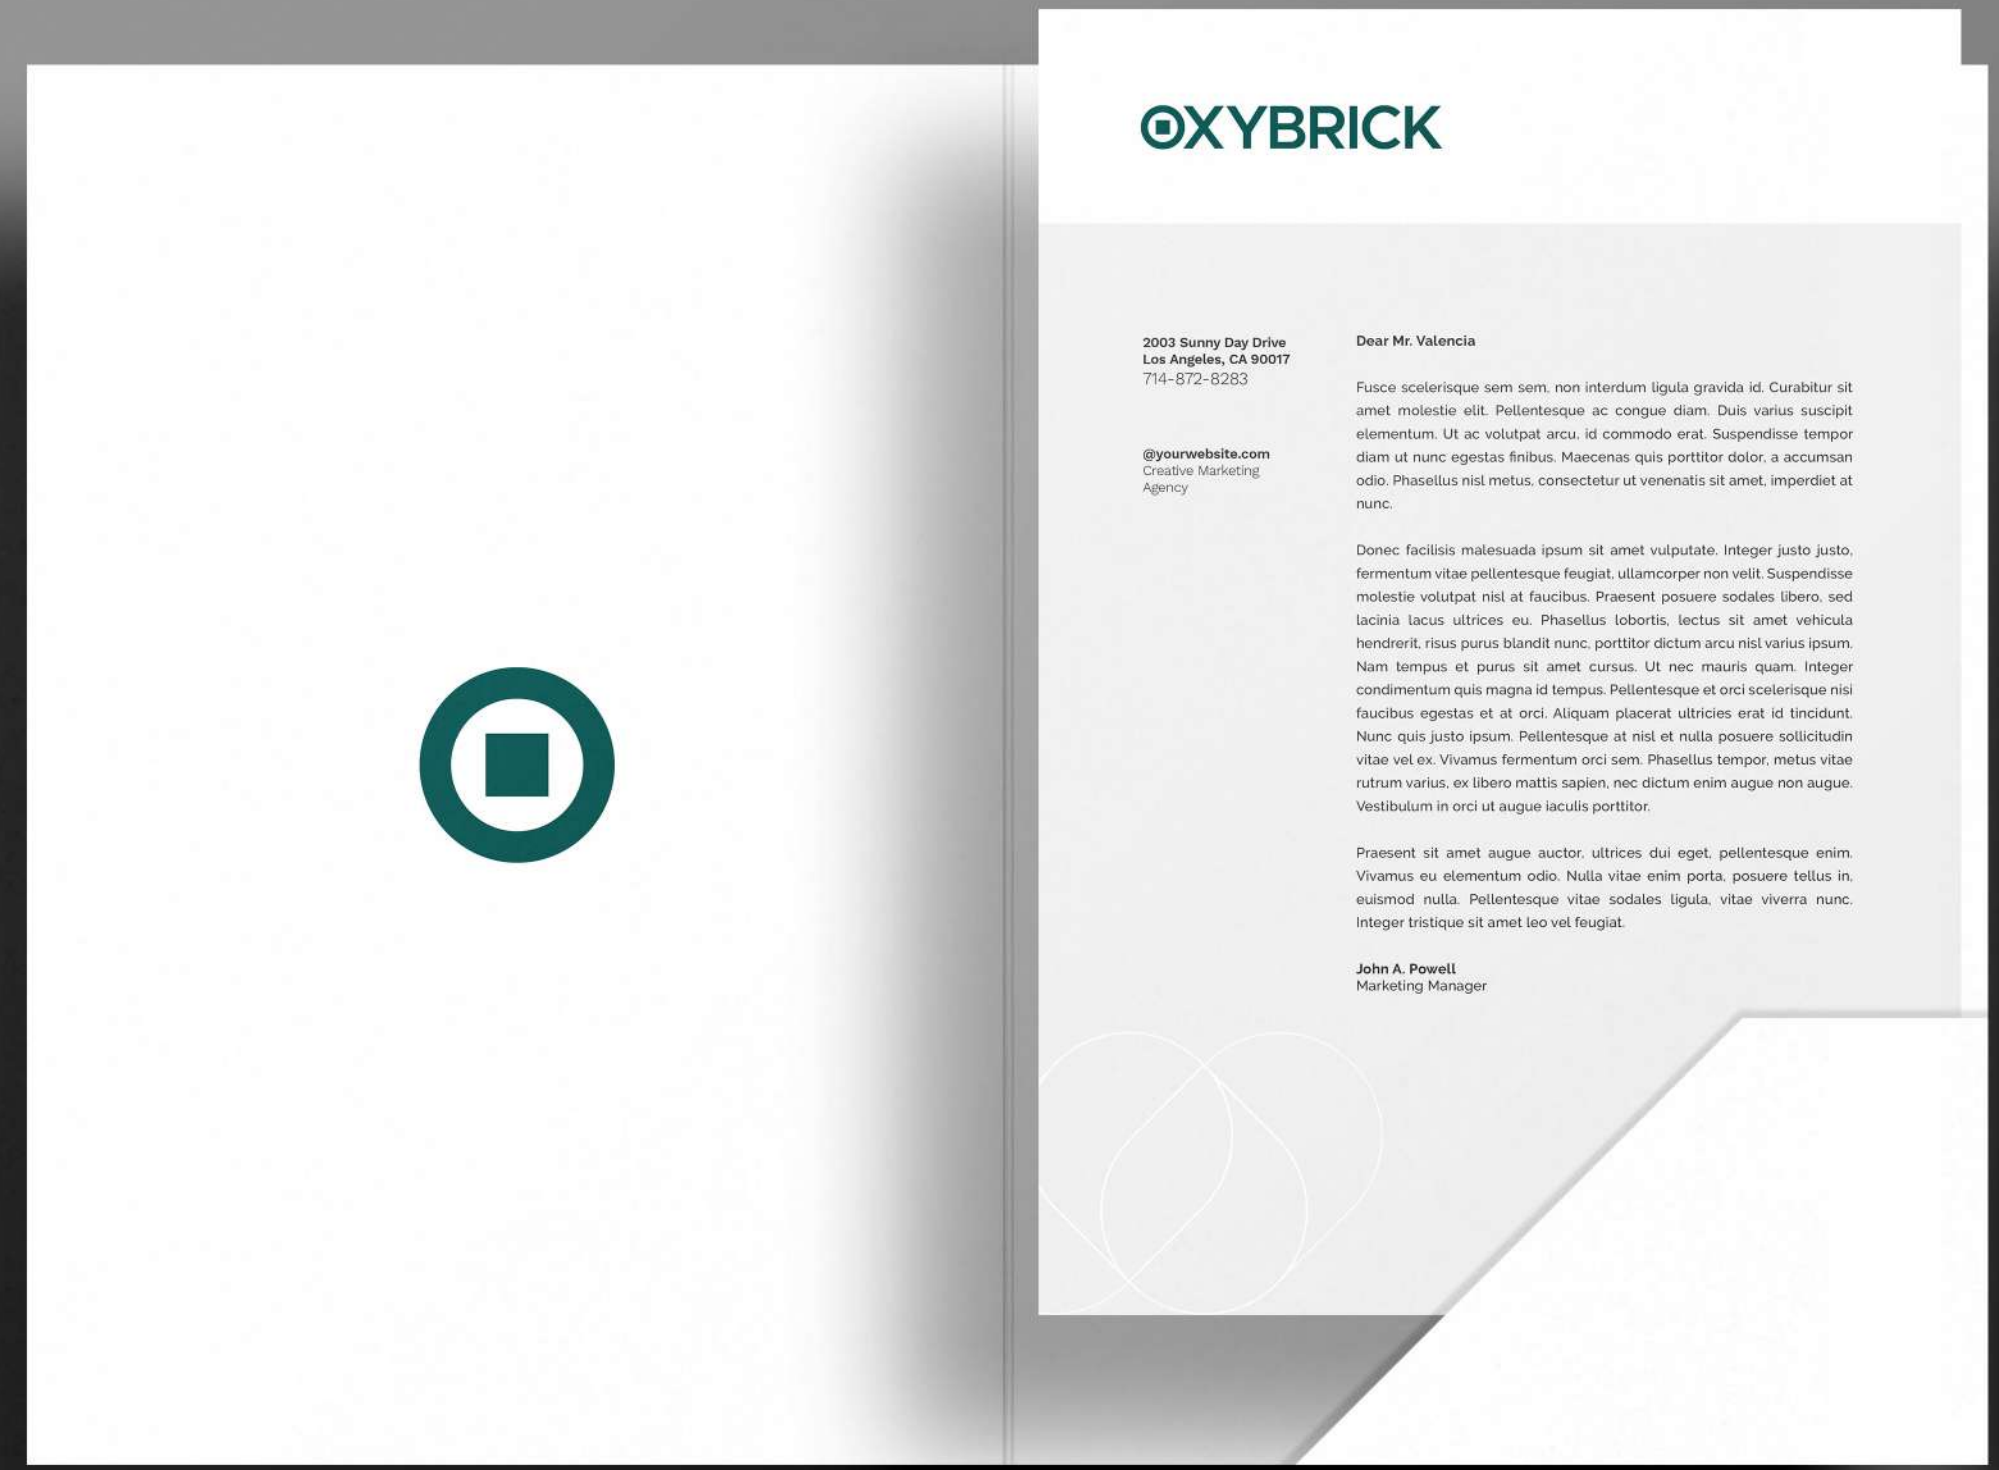 OXYBRICK
2003 Sunny Day Drive
Los Angeles, CA 90017
714-872-8283
@yourwebsite.com
Creative Marketing
Agency
Dear Mr. Valencia
Fusce scelerisque sem sem, non interdum ligula gravida id. Curabitur sit
amet molestie elit. Pellentesque ac congue diam. Duis varius suscipit
elementum. Ut ac volutpat arcu, id commodo erat. Suspendisse tempor
diam ut nunc egestas finibus. Maecenas quis porttitor dolor, a accumsan
odio. Phasellus nisl metus, consectetur ut venenatis sit amet, imperdiet at
nunc.
Donec facilisis malesuada ipsum sit amet vulputate. Integer justo justo,
fermentum vitae pellentesque feugiat, ullamcorper non velit. Suspendisse
molestie volutpat nisl at faucibus. Praesent posuere sodales libero, sed
lacinia lacus ultrices eu. Phasellus lobortis, lectus sit amet vehicula
hendrerit, risus purus blandit nunc, porttitor dictum arcu nisl varius ipsum.
Nam tempus et purus sit amet cursus. Ut nec mauris quam. Integer
condimentum quis magna id tempus. Pellentesque et orci scelerisque nisi
faucibus egestas et at orci. Aliquam placerat ultricies erat id tincidunt.
Nunc quis justo ipsum. Pellentesque at nisl et nulla posuere sollicitudin
vitae vel ex. Vivamus fermentum orci sem. Phasellus tempor, metus vitae
rutrum varius, ex libero mattis sapien, nec dictum enim augue non augue.
Vestibulum in orci ut augue iaculis porttitor.
Praesent sit amet augue auctor, ultrices dui eget, pellentesque enim.
Vivamus eu elementum odio. Nulla vitae enim porta, posuere tellus in,
euismod nulla. Pellentesque vitae sodales ligula, vitae viverra nunc.
Integer tristique sit amet leo vel feugiat.
John A. Powell
Marketing Manager